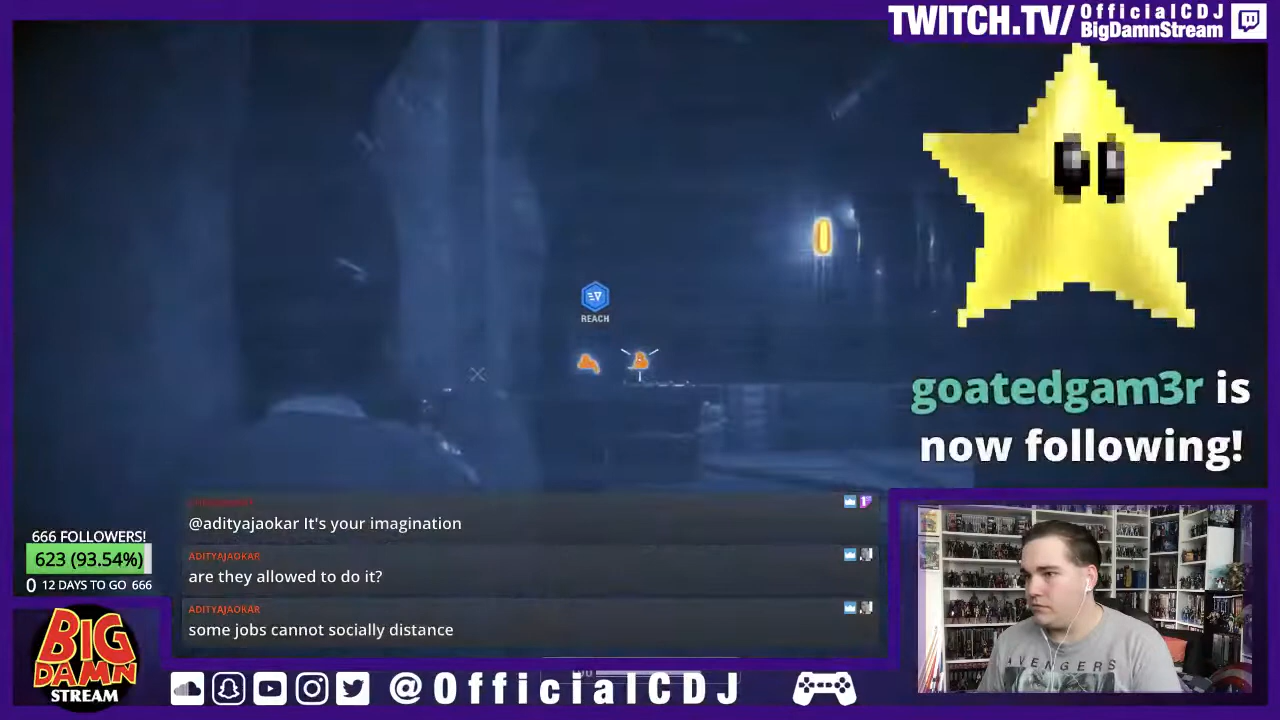 TWITCH.TV/ OfficialCDJ
BigDamnStream
REACH
goatedgam3r is
now following!
@adityajaokar It's your imagination
ADITYAJAOKAR
are they allowed to do it?
ADITYAJAOKAR
some jobs cannot socially distance
666 FOLLOWERS!
623 (93.54%)
0 12 DAYS TO GO 666
BIG
DAMN
STREAM
@OfficialCDJ
AVENGERS